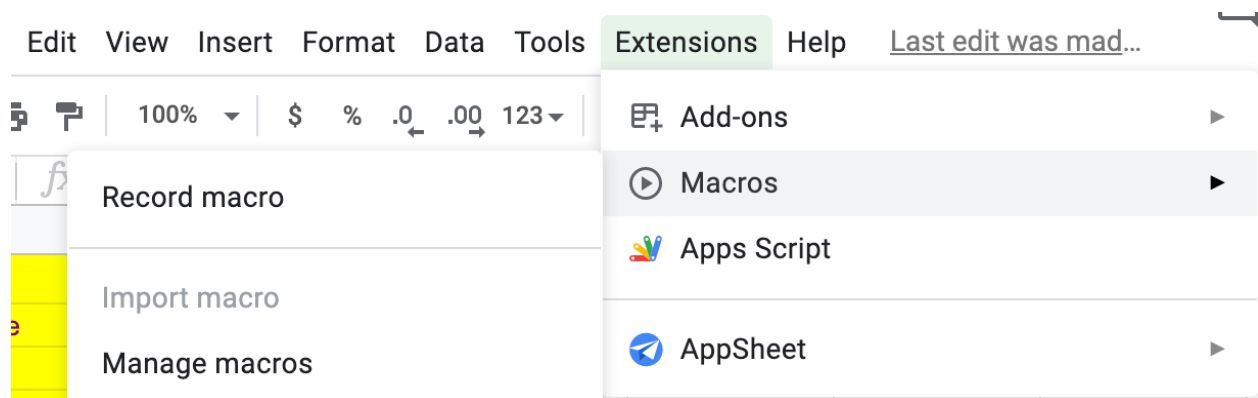 Edit View Insert Format Data Tools Extensions Help Last edit was mad...
100% $ % .0 .00 123
Add-ons
fx
Record macro
Macros
Apps Script
Import macro
e
Manage macros
AppSheet